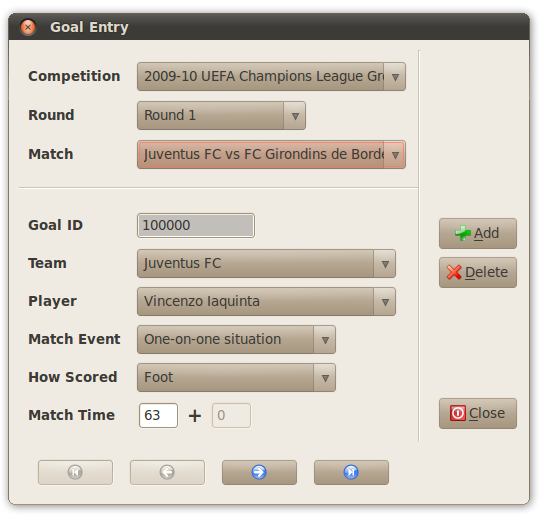 Goal Entry
Competition 2009-10 UEFA Champions League Gr
Round Round 1
Match Juventus FC vs FC Girondins de Borde
Goal ID 100000
Team Juventus FC
Player Vincenzo Iaquinta
Match Event One-on-one situation
How Scored Foot
Match Time 63 + 0
Add
Delete
Close